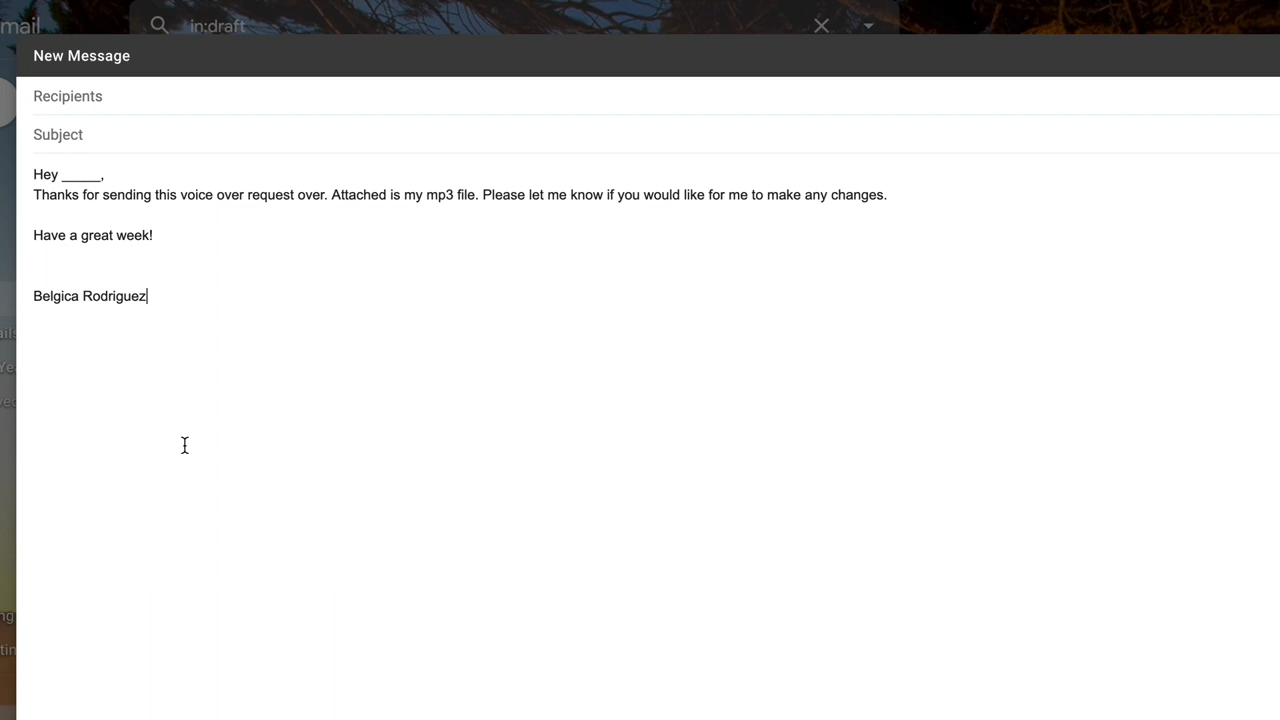 mail
in:draft
New Message
Recipients
Subject
Hey _____,
Thanks for sending this voice over request over. Attached is my mp3 file. Please let me know if you would like for me to make any changes.
Have a great week!
Belgica Rodriguez